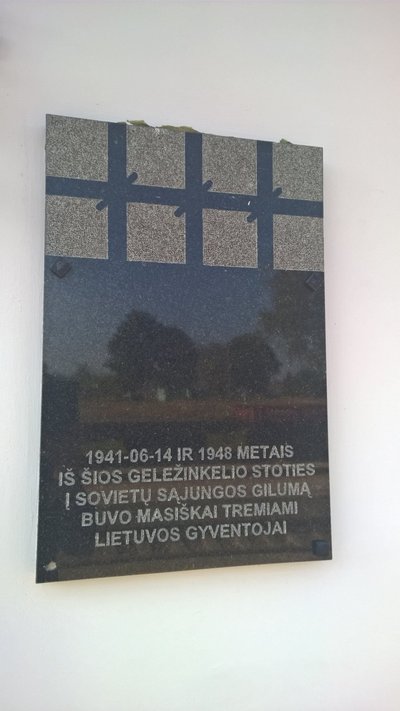 1941-06-14 IR 1948 METAIS
IŠ ŠIOS GELEŽINKELIO STOTIES
Į SOVIETŲ SĄJUNGOS GILUMĄ
BUVO MASIŠKAI TREMIAMI
LIETUVOS GYVENTOJAI